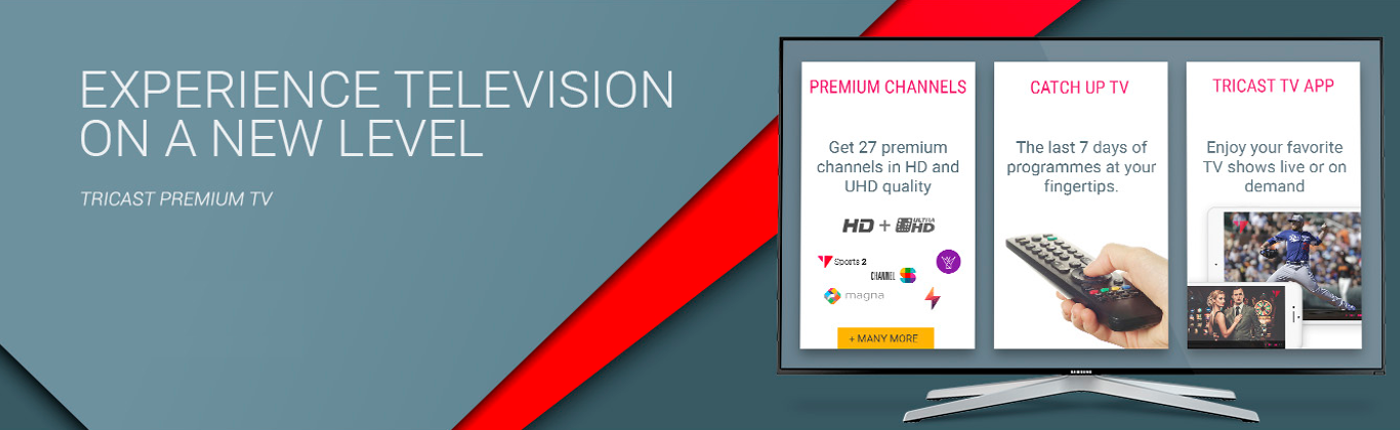 EXPERIENCE TELEVISION
ON A NEW LEVEL
TRICAST PREMIUM TV
PREMIUM CHANNELS
Get 27 premium
channels in HD and
UHD quality
HD + ULTRA HD
Sports 2
CHANNEL S
magna
+ MANY MORE
CATCH UP TV
The last 7 days of
programmes at your
fingertips.
TRICAST TV APP
Enjoy your favorite
TV shows live or on
demand
SAMSUNG